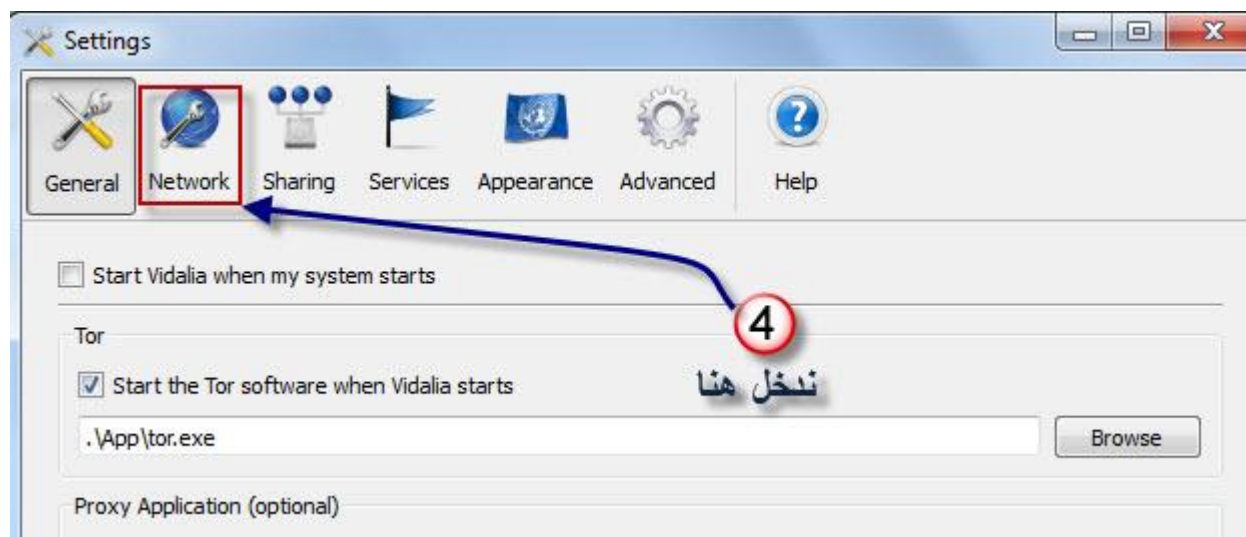 Settings
General Network Sharing Services Appearance Advanced Help
Start Vidalia when my system starts
Tor
4
ندخل هنا
Start the Tor software when Vidalia starts
.\App\tor.exe
Browse
Proxy Application (optional)